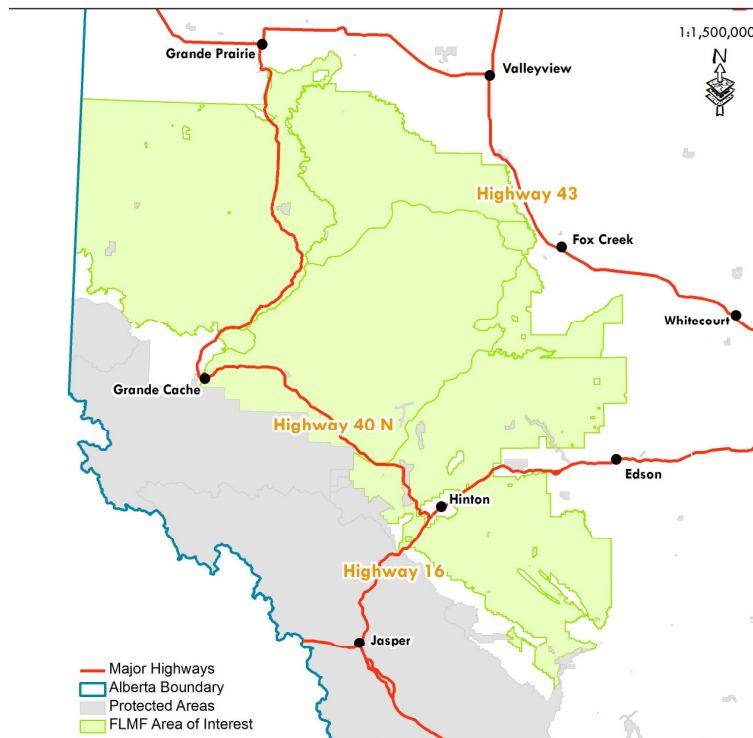 1:1,500,000
N
Grande Prairie
Valleyview
Highway 43
Fox Creek
Whitecourt
Grande Cache
Highway 40 N
Edson
Hinton
Highway 16
Jasper
Major Highways
Alberta Boundary
Protected Areas
FLMF Area of Interest